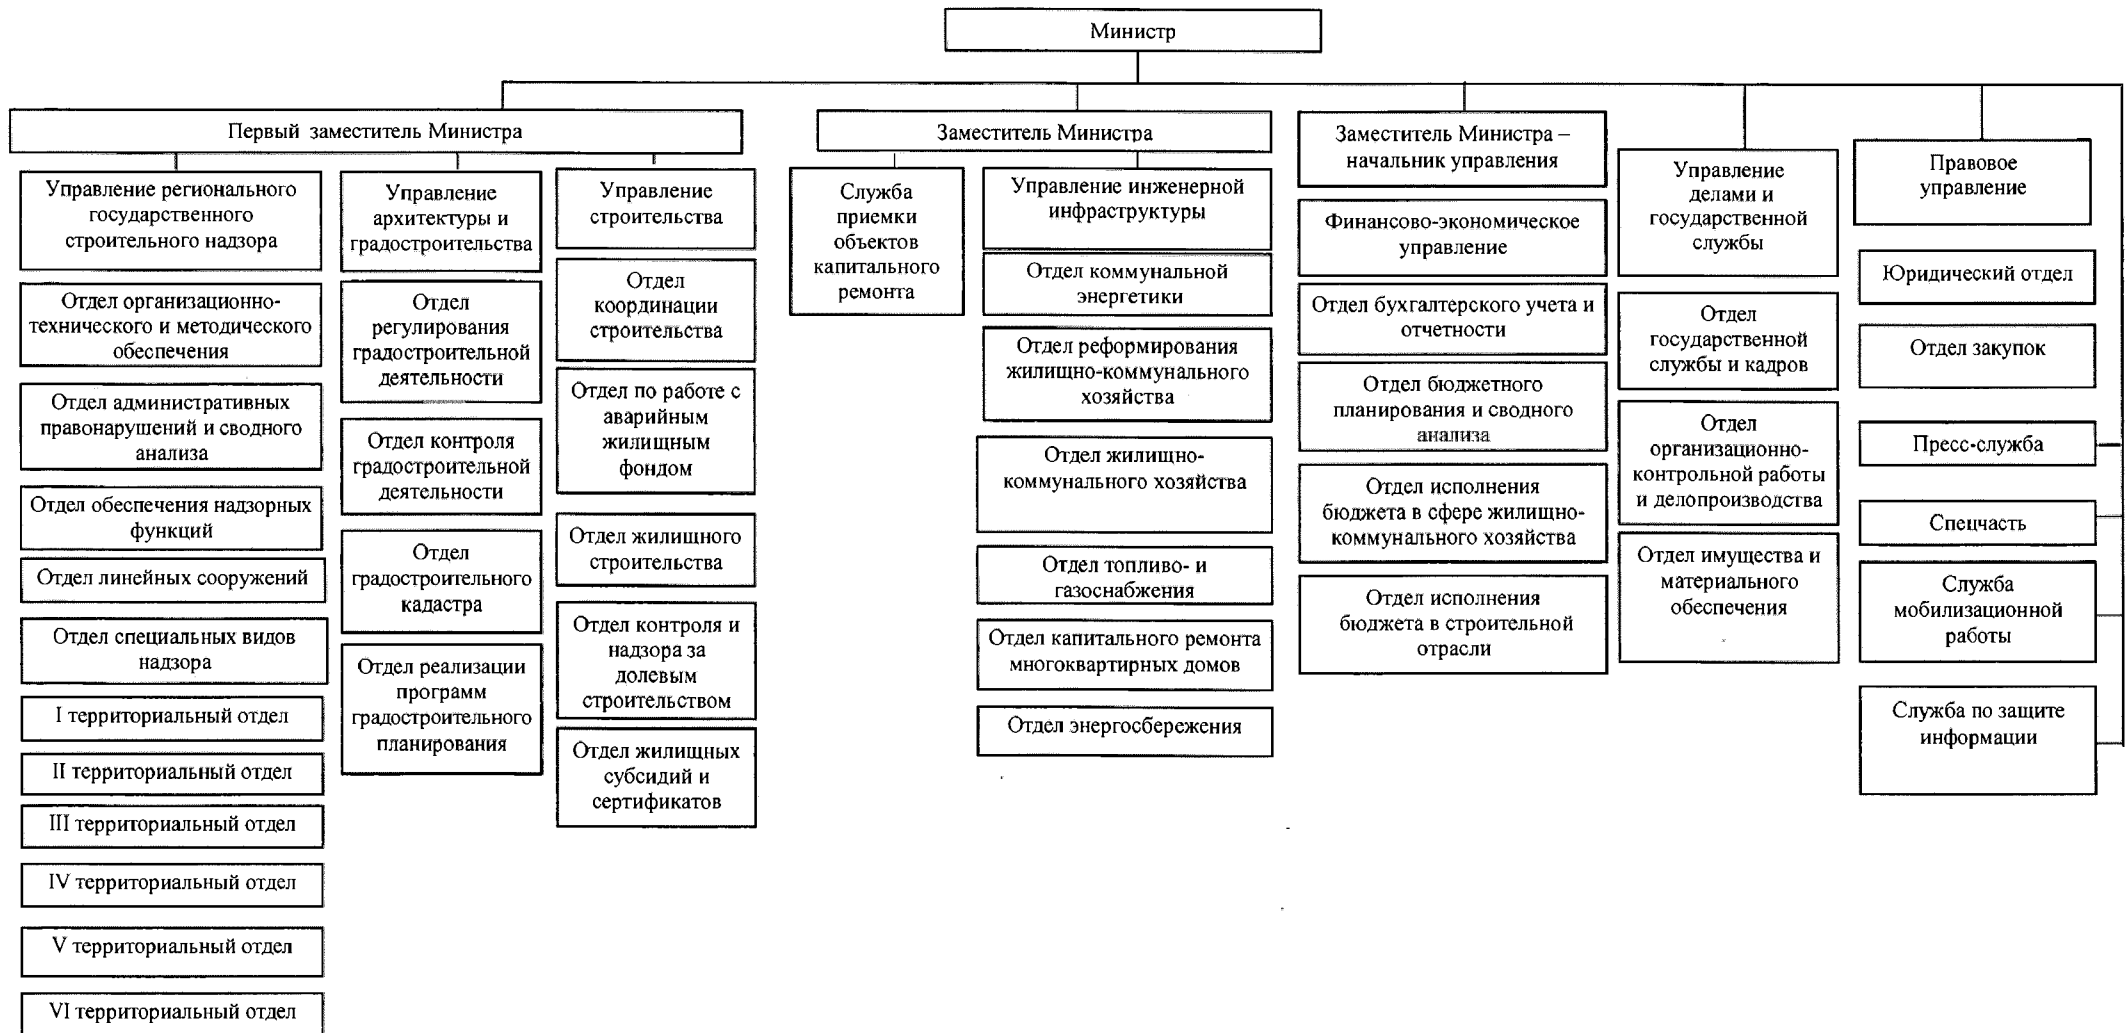 Министр
Первый заместитель Министра
Управление регионального
государственного
строительного надзора
Отдел организационно-
технического и методического
обеспечения
Отдел административных
правонарушений и сводного
анализа
Отдел обеспечения надзорных
функций
Отдел линейных сооружений
Отдел специальных видов
надзора
I территориальный отдел
II территориальный отдел
III территориальный отдел
IV территориальный отдел
V территориальный отдел
VI территориальный отдел
Управление
архитектуры и
градостроительства
Отдел
регулирования
градостроительной
деятельности
Отдел контроля
градостроительной
деятельности
Отдел
градостроительного
кадастра
Отдел реализации
программ
градостроительного
планирования
Управление
строительства
Отдел
координации
строительства
Отдел по работе с
аварийным
жилищным
фондом
Отдел жилищного
строительства
Отдел контроля и
надзора за
долевым
строительством
Отдел жилищных
субсидий и
сертификатов
Заместитель Министра
Служба
приемки
объектов
капитального
ремонта
Управление инженерной
инфраструктуры
Отдел коммунальной
энергетики
Отдел реформирования
жилищно-коммунального
хозяйства
Отдел жилищно-
коммунального хозяйства
Отдел топливо- и
газоснабжения
Отдел капитального ремонта
многоквартирных домов
Отдел энергосбережения
Заместитель Министра –
начальник управления
Финансово-экономическое
управление
Отдел бухгалтерского учета и
отчетности
Отдел бюджетного
планирования и сводного
анализа
Отдел исполнения
бюджета в сфере жилищно-
коммунального хозяйства
Отдел исполнения
бюджета в строительной
отрасли
Управление
делами и
государственной
службы
Отдел
государственной
службы и кадров
Отдел
организационно-
контрольной работы
и делопроизводства
Отдел имущества и
материального
обеспечения
Правовое
управление
Юридический отдел
Отдел закупок
Пресс-служба
Спецчасть
Служба
мобилизационной
работы
Служба по защите
информации